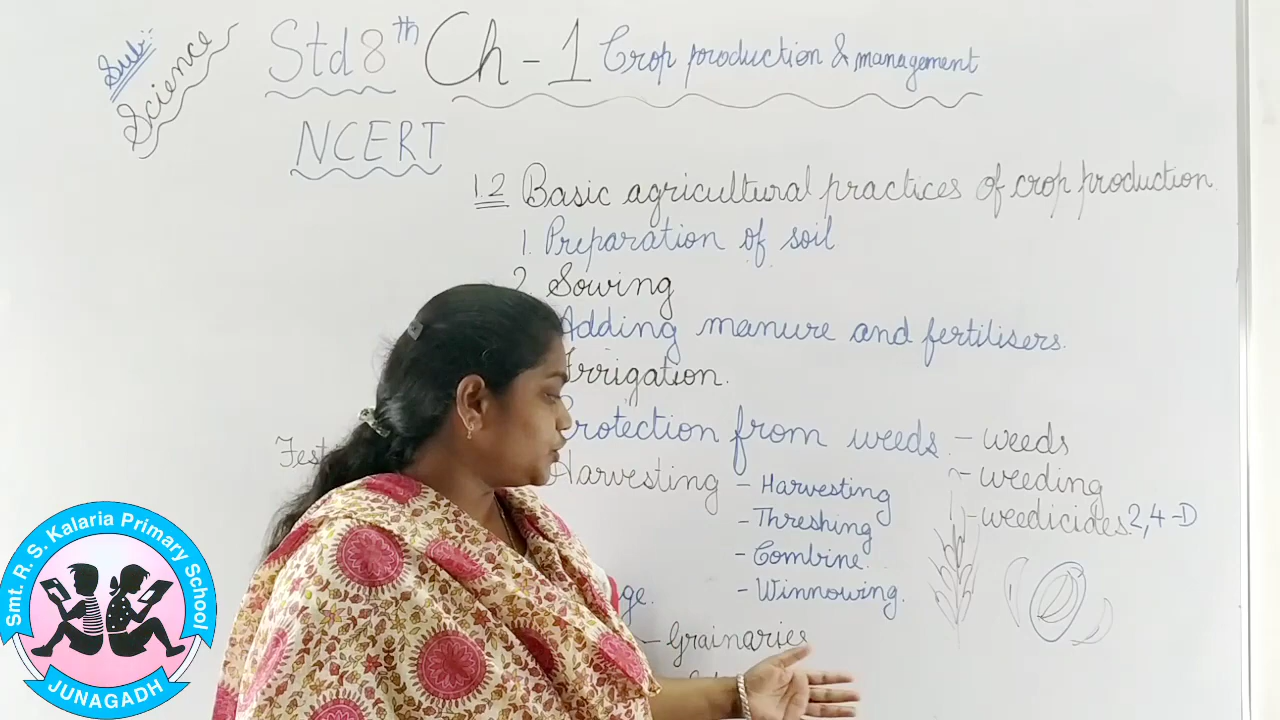 Sub:-
Science
Std 8th Ch - 1 Crop production & management
NCERT
1.2 Basic agricultural practices of crop production.
1. Preparation of soil
2. Sowing
Adding manure and fertilisers.
Irrigation.
Protection from weeds. - weeds
- weeding
- weedicides 2,4-D
Harvesting - Harvesting
- Threshing
- Combine.
- Winnowing.
- Grainaries
Smt. R. S. Kalaria Primary School
JUNAGADH